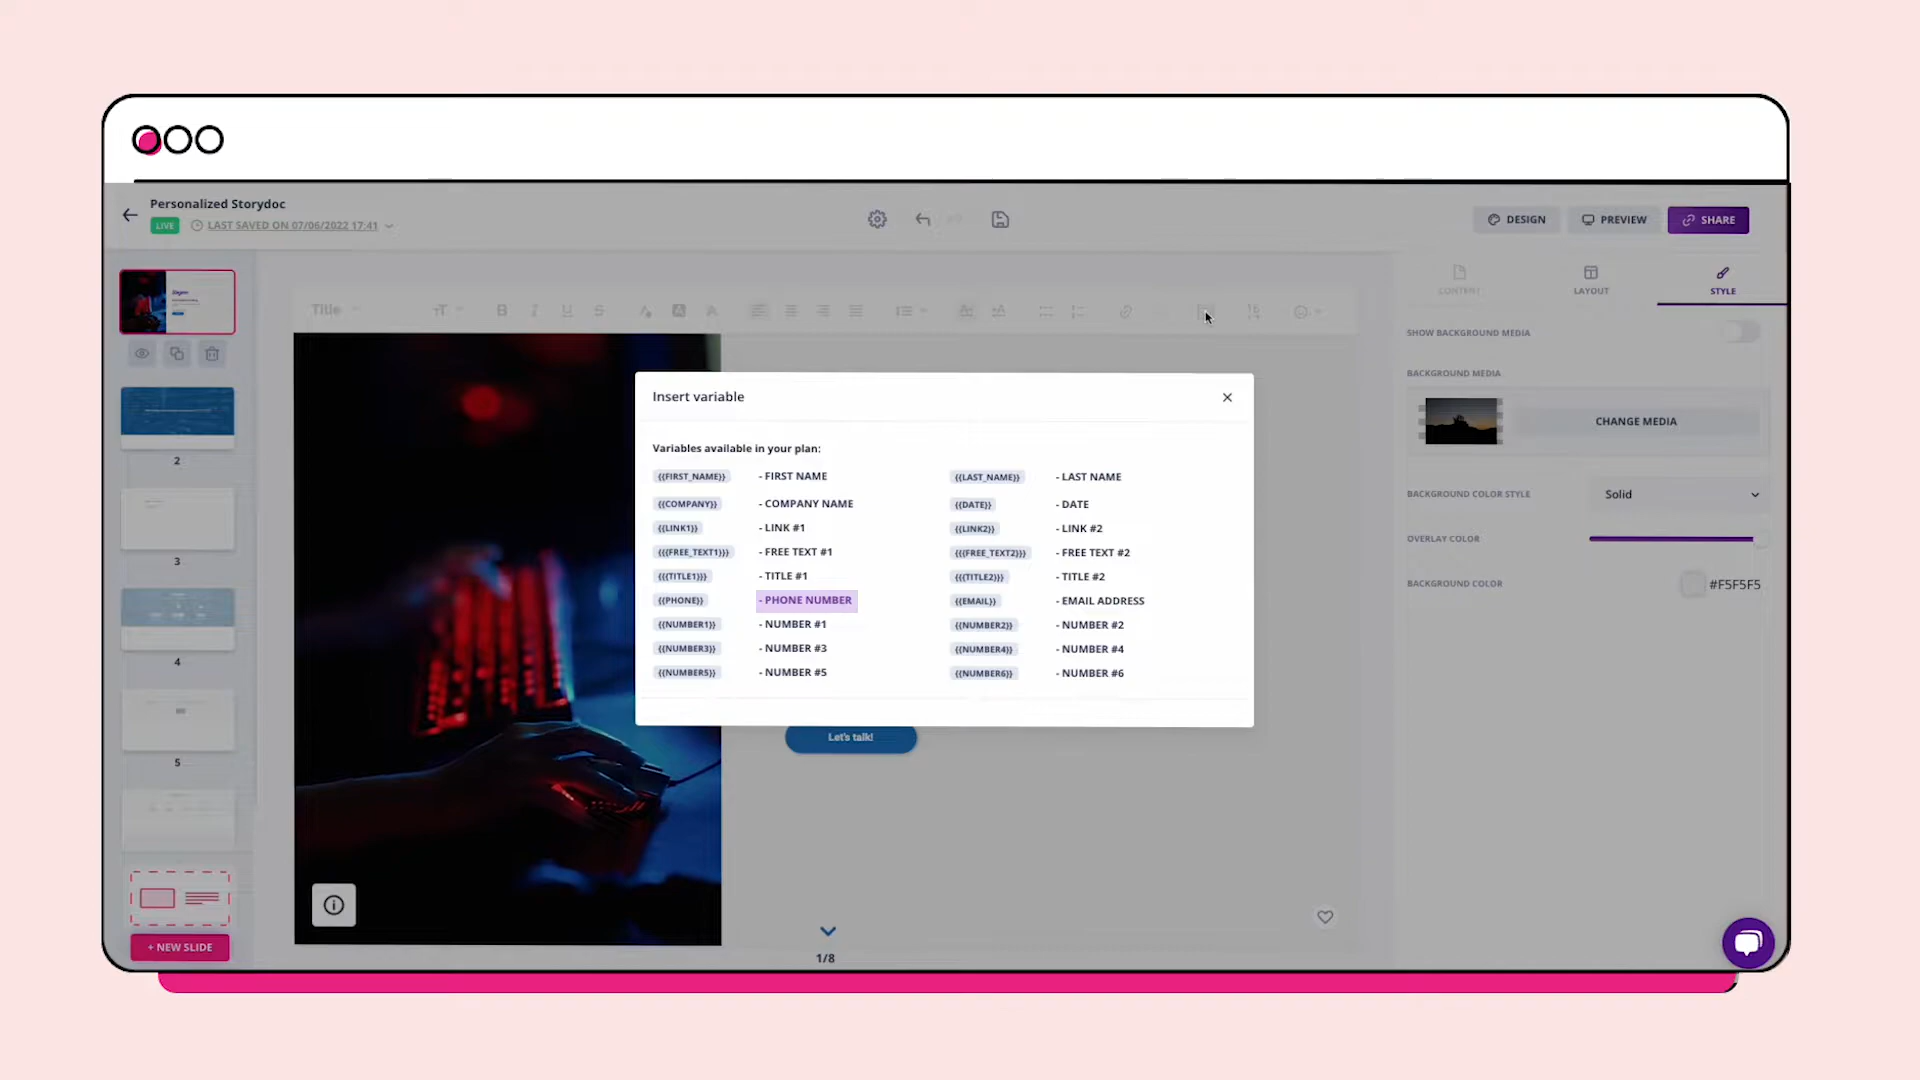 Personalized Storydoc
LIVE LAST SAVED ON 07/06/2022 17:41
DESIGN
PREVIEW
SHARE
CONTENT
LAYOUT
STYLE
Title
SHOW BACKGROUND MEDIA
BACKGROUND MEDIA
CHANGE MEDIA
BACKGROUND COLOR STYLE
Solid
OVERLAY COLOR
BACKGROUND COLOR
#F5F5F5
Insert variable
Variables available in your plan:
{{FIRST_NAME}} - FIRST NAME
{{LAST_NAME}} - LAST NAME
{{COMPANY}} - COMPANY NAME
{{DATE}} - DATE
{{LINK1}} - LINK #1
{{LINK2}} - LINK #2
{{{FREE_TEXT1}}} - FREE TEXT #1
{{{FREE_TEXT2}}} - FREE TEXT #2
{{{TITLE1}}} - TITLE #1
{{{TITLE2}}} - TITLE #2
{{PHONE}} - PHONE NUMBER
{{EMAIL}} - EMAIL ADDRESS
{{NUMBER1}} - NUMBER #1
{{NUMBER2}} - NUMBER #2
{{NUMBER3}} - NUMBER #3
{{NUMBER4}} - NUMBER #4
{{NUMBER5}} - NUMBER #5
{{NUMBER6}} - NUMBER #6
Let's talk!
1/8
2
3
4
5
+ NEW SLIDE